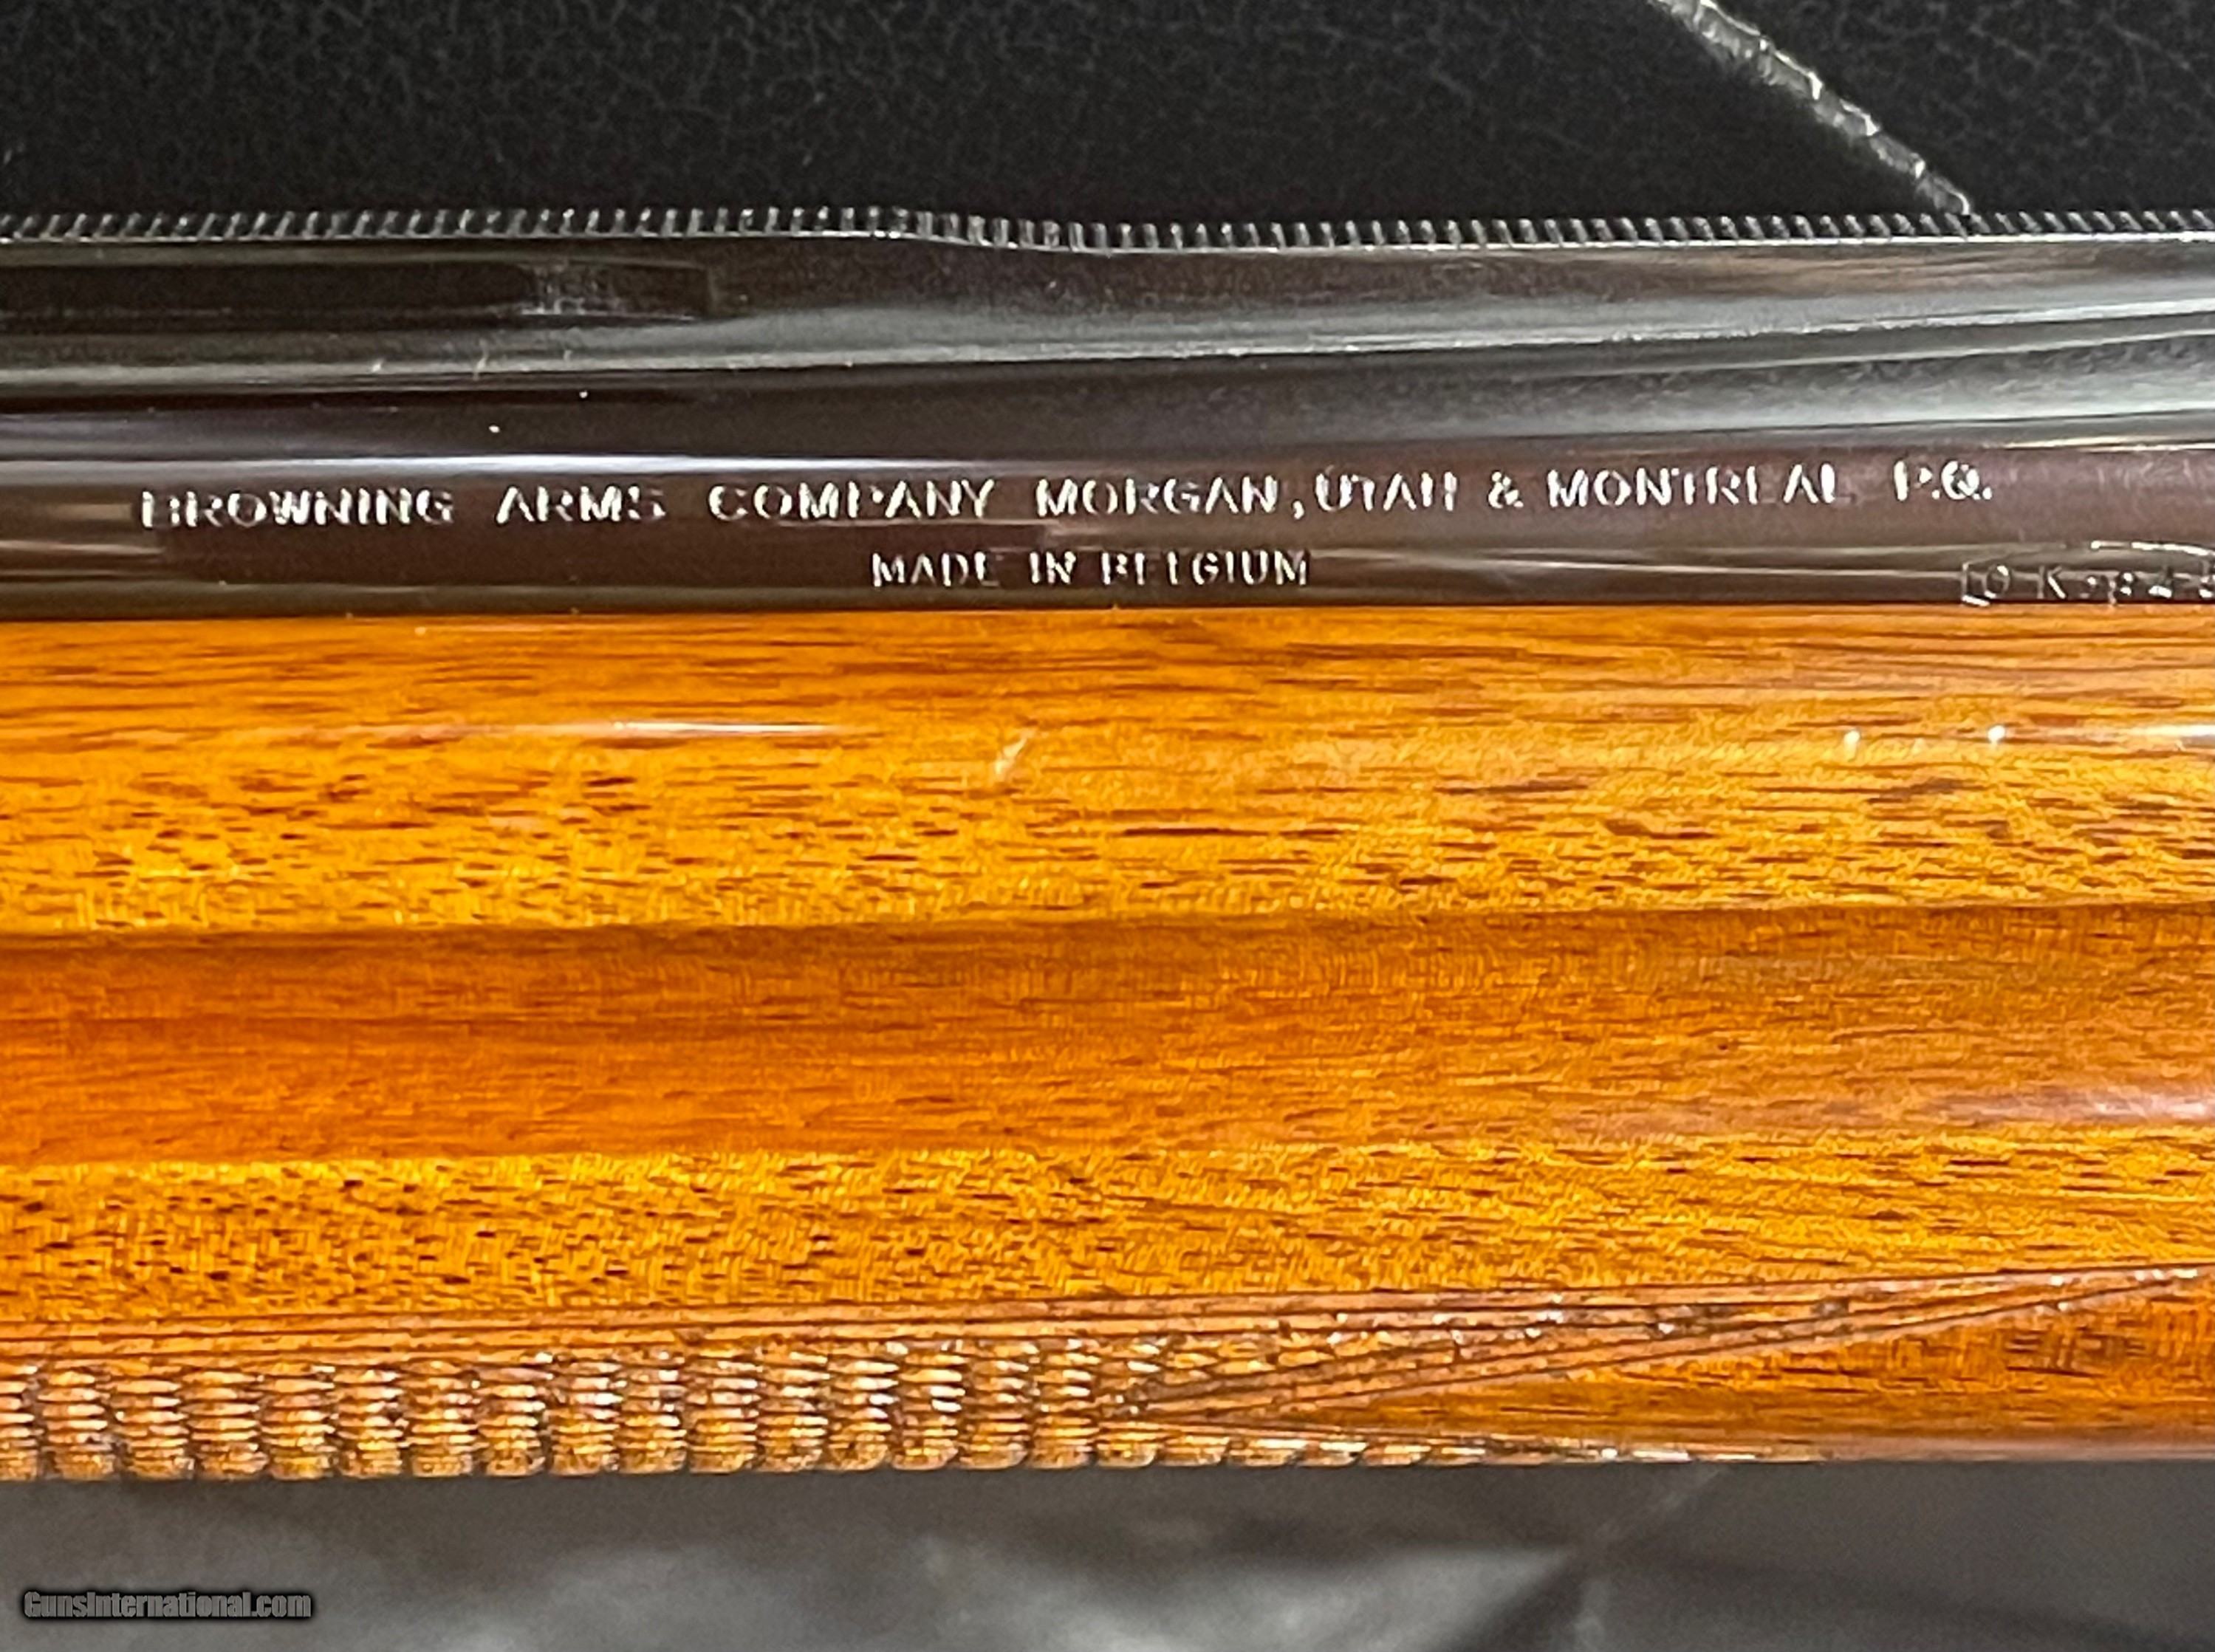 BROWNING ARMS COMPANY MORGAN, UTAH & MONTREAL P.Q.
MADE IN BELGIUM
GunsInternational.com